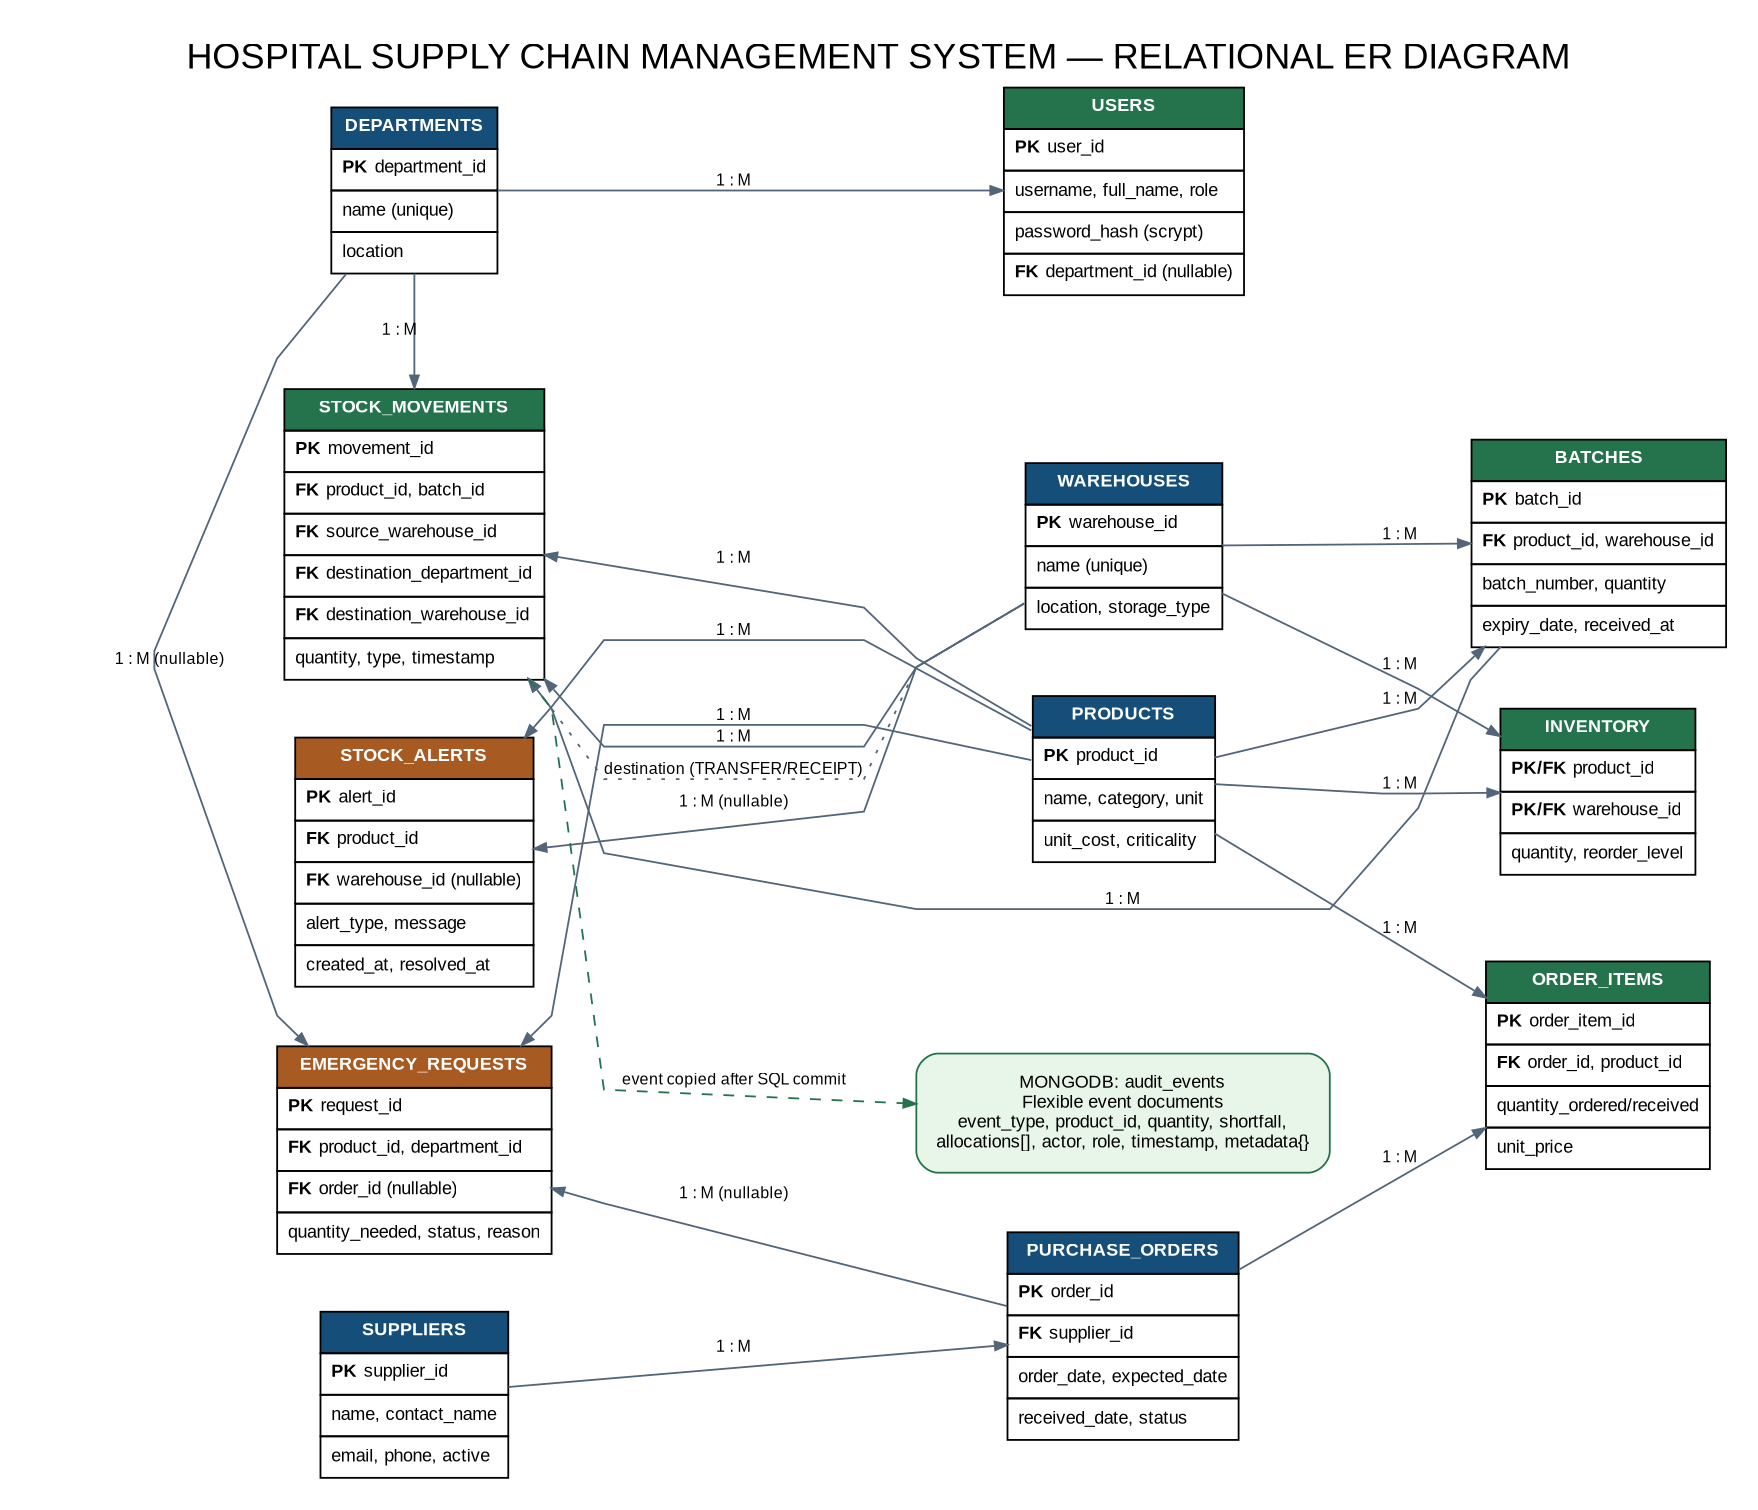 HOSPITAL SUPPLY CHAIN MANAGEMENT SYSTEM — RELATIONAL ER DIAGRAM
DEPARTMENTS
PK department_id
name (unique)
location
1 : M
USERS
PK user_id
username, full_name, role
password_hash (scrypt)
FK department_id (nullable)
1 : M
1 : M (nullable)
STOCK_MOVEMENTS
PK movement_id
FK product_id, batch_id
FK source_warehouse_id
FK destination_department_id
FK destination_warehouse_id
quantity, type, timestamp
1 : M
1 : M
1 : M
1 : M
destination (TRANSFER/RECEIPT)
1 : M (nullable)
WAREHOUSES
PK warehouse_id
name (unique)
location, storage_type
1 : M
1 : M
1 : M
1 : M
BATCHES
PK batch_id
FK product_id, warehouse_id
batch_number, quantity
expiry_date, received_at
PRODUCTS
PK product_id
name, category, unit
unit_cost, criticality
INVENTORY
PK/FK product_id
PK/FK warehouse_id
quantity, reorder_level
STOCK_ALERTS
PK alert_id
FK product_id
FK warehouse_id (nullable)
alert_type, message
created_at, resolved_at
1 : M
1 : M
ORDER_ITEMS
PK order_item_id
FK order_id, product_id
quantity_ordered/received
unit_price
EMERGENCY_REQUESTS
PK request_id
FK product_id, department_id
FK order_id (nullable)
quantity_needed, status, reason
event copied after SQL commit
MONGODB: audit_events
Flexible event documents
event_type, product_id, quantity, shortfall,
allocations[], actor, role, timestamp, metadata{}
1 : M
1 : M (nullable)
PURCHASE_ORDERS
PK order_id
FK supplier_id
order_date, expected_date
received_date, status
SUPPLIERS
PK supplier_id
name, contact_name
email, phone, active
1 : M